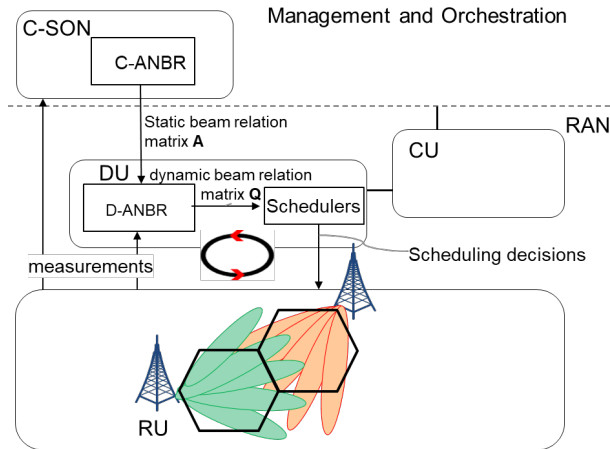 Management and Orchestration
C-SON
C-ANBR
Static beam relation
matrix A
RAN
CU
DU
dynamic beam relation
matrix Q
D-ANBR
Schedulers
measurements
Scheduling decisions
RU